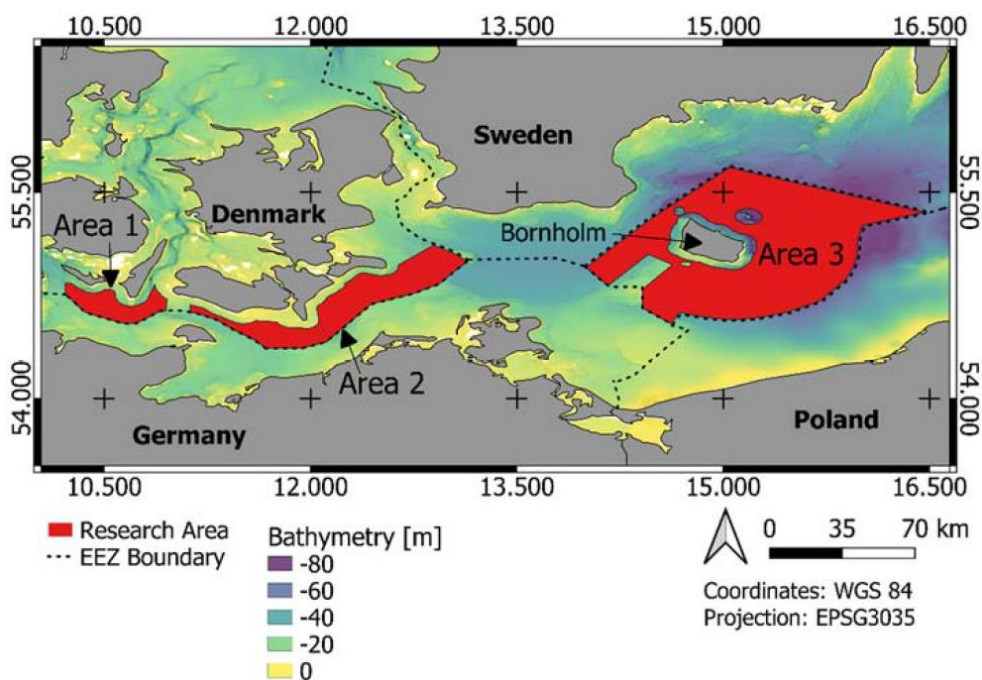 10.500 12.000 13.500 15.000 16.500
Sweden
55.500 55.500
Area 1
Denmark
Bornholm
Area 3
Area 2
54.000 54.000
Germany
Poland
10.500 12.000 13.500 15.000 16.500
Research Area
EEZ Boundary
Bathymetry [m]
-80
-60
-40
-20
0
0 35 70 km
Coordinates: WGS 84
Projection: EPSG3035